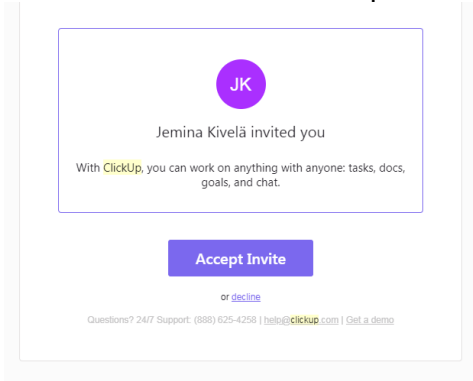 JK
Jemina Kivelä invited you
With ClickUp, you can work on anything with anyone: tasks, docs,
goals, and chat.
Accept Invite
or decline
Questions? 24/7 Support: (888) 625-4258 | help@clickup.com | Get a demo